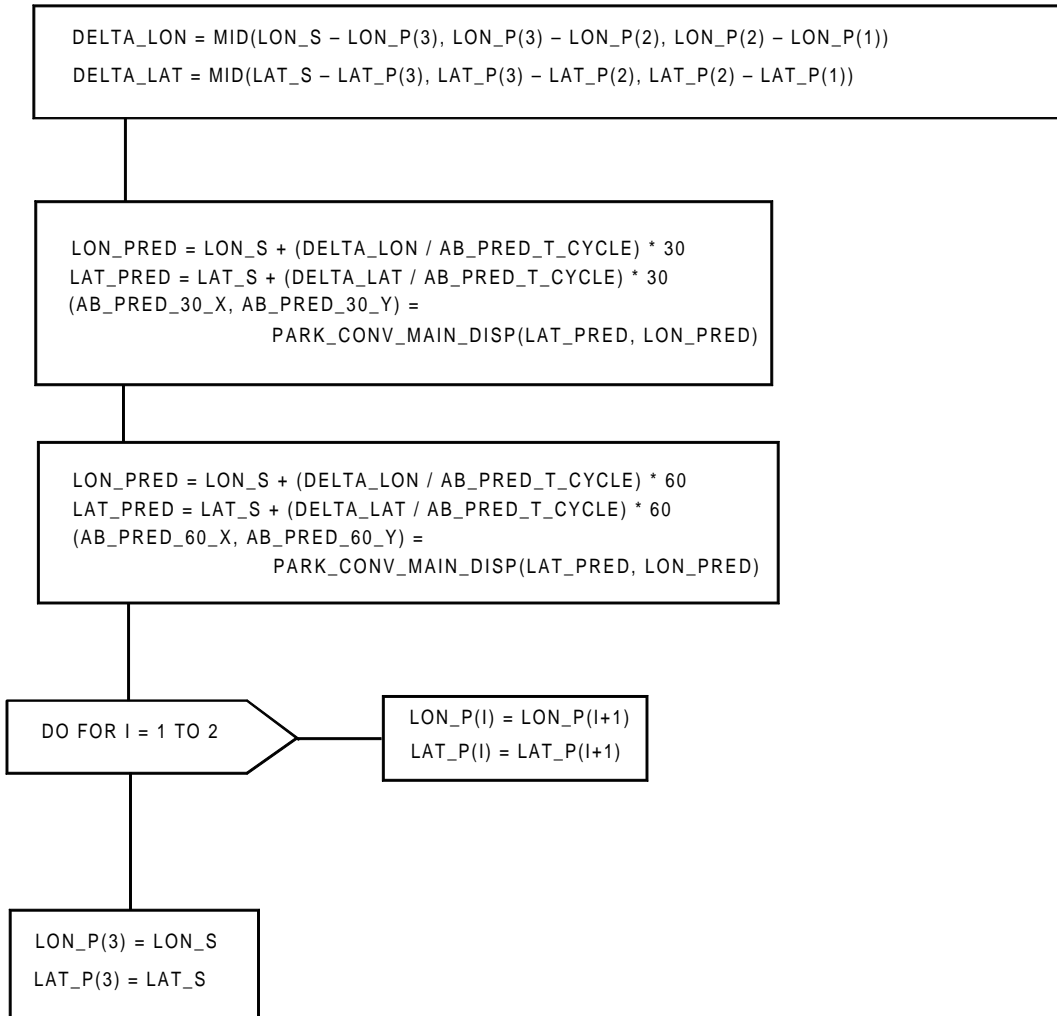 DELTA_LON = MID(LON_S – LON_P(3), LON_P(3) – LON_P(2), LON_P(2) – LON_P(1))
DELTA_LAT = MID(LAT_S – LAT_P(3), LAT_P(3) – LAT_P(2), LAT_P(2) – LAT_P(1))
LON_PRED = LON_S + (DELTA_LON / AB_PRED_T_CYCLE) * 30
LAT_PRED = LAT_S + (DELTA_LAT / AB_PRED_T_CYCLE) * 30
(AB_PRED_30_X, AB_PRED_30_Y) =
PARK_CONV_MAIN_DISP(LAT_PRED, LON_PRED)
LON_PRED = LON_S + (DELTA_LON / AB_PRED_T_CYCLE) * 60
LAT_PRED = LAT_S + (DELTA_LAT / AB_PRED_T_CYCLE) * 60
(AB_PRED_60_X, AB_PRED_60_Y) =
PARK_CONV_MAIN_DISP(LAT_PRED, LON_PRED)
DO FOR I = 1 TO 2
LON_P(I) = LON_P(I+1)
LAT_P(I) = LAT_P(I+1)
LON_P(3) = LON_S
LAT_P(3) = LAT_S